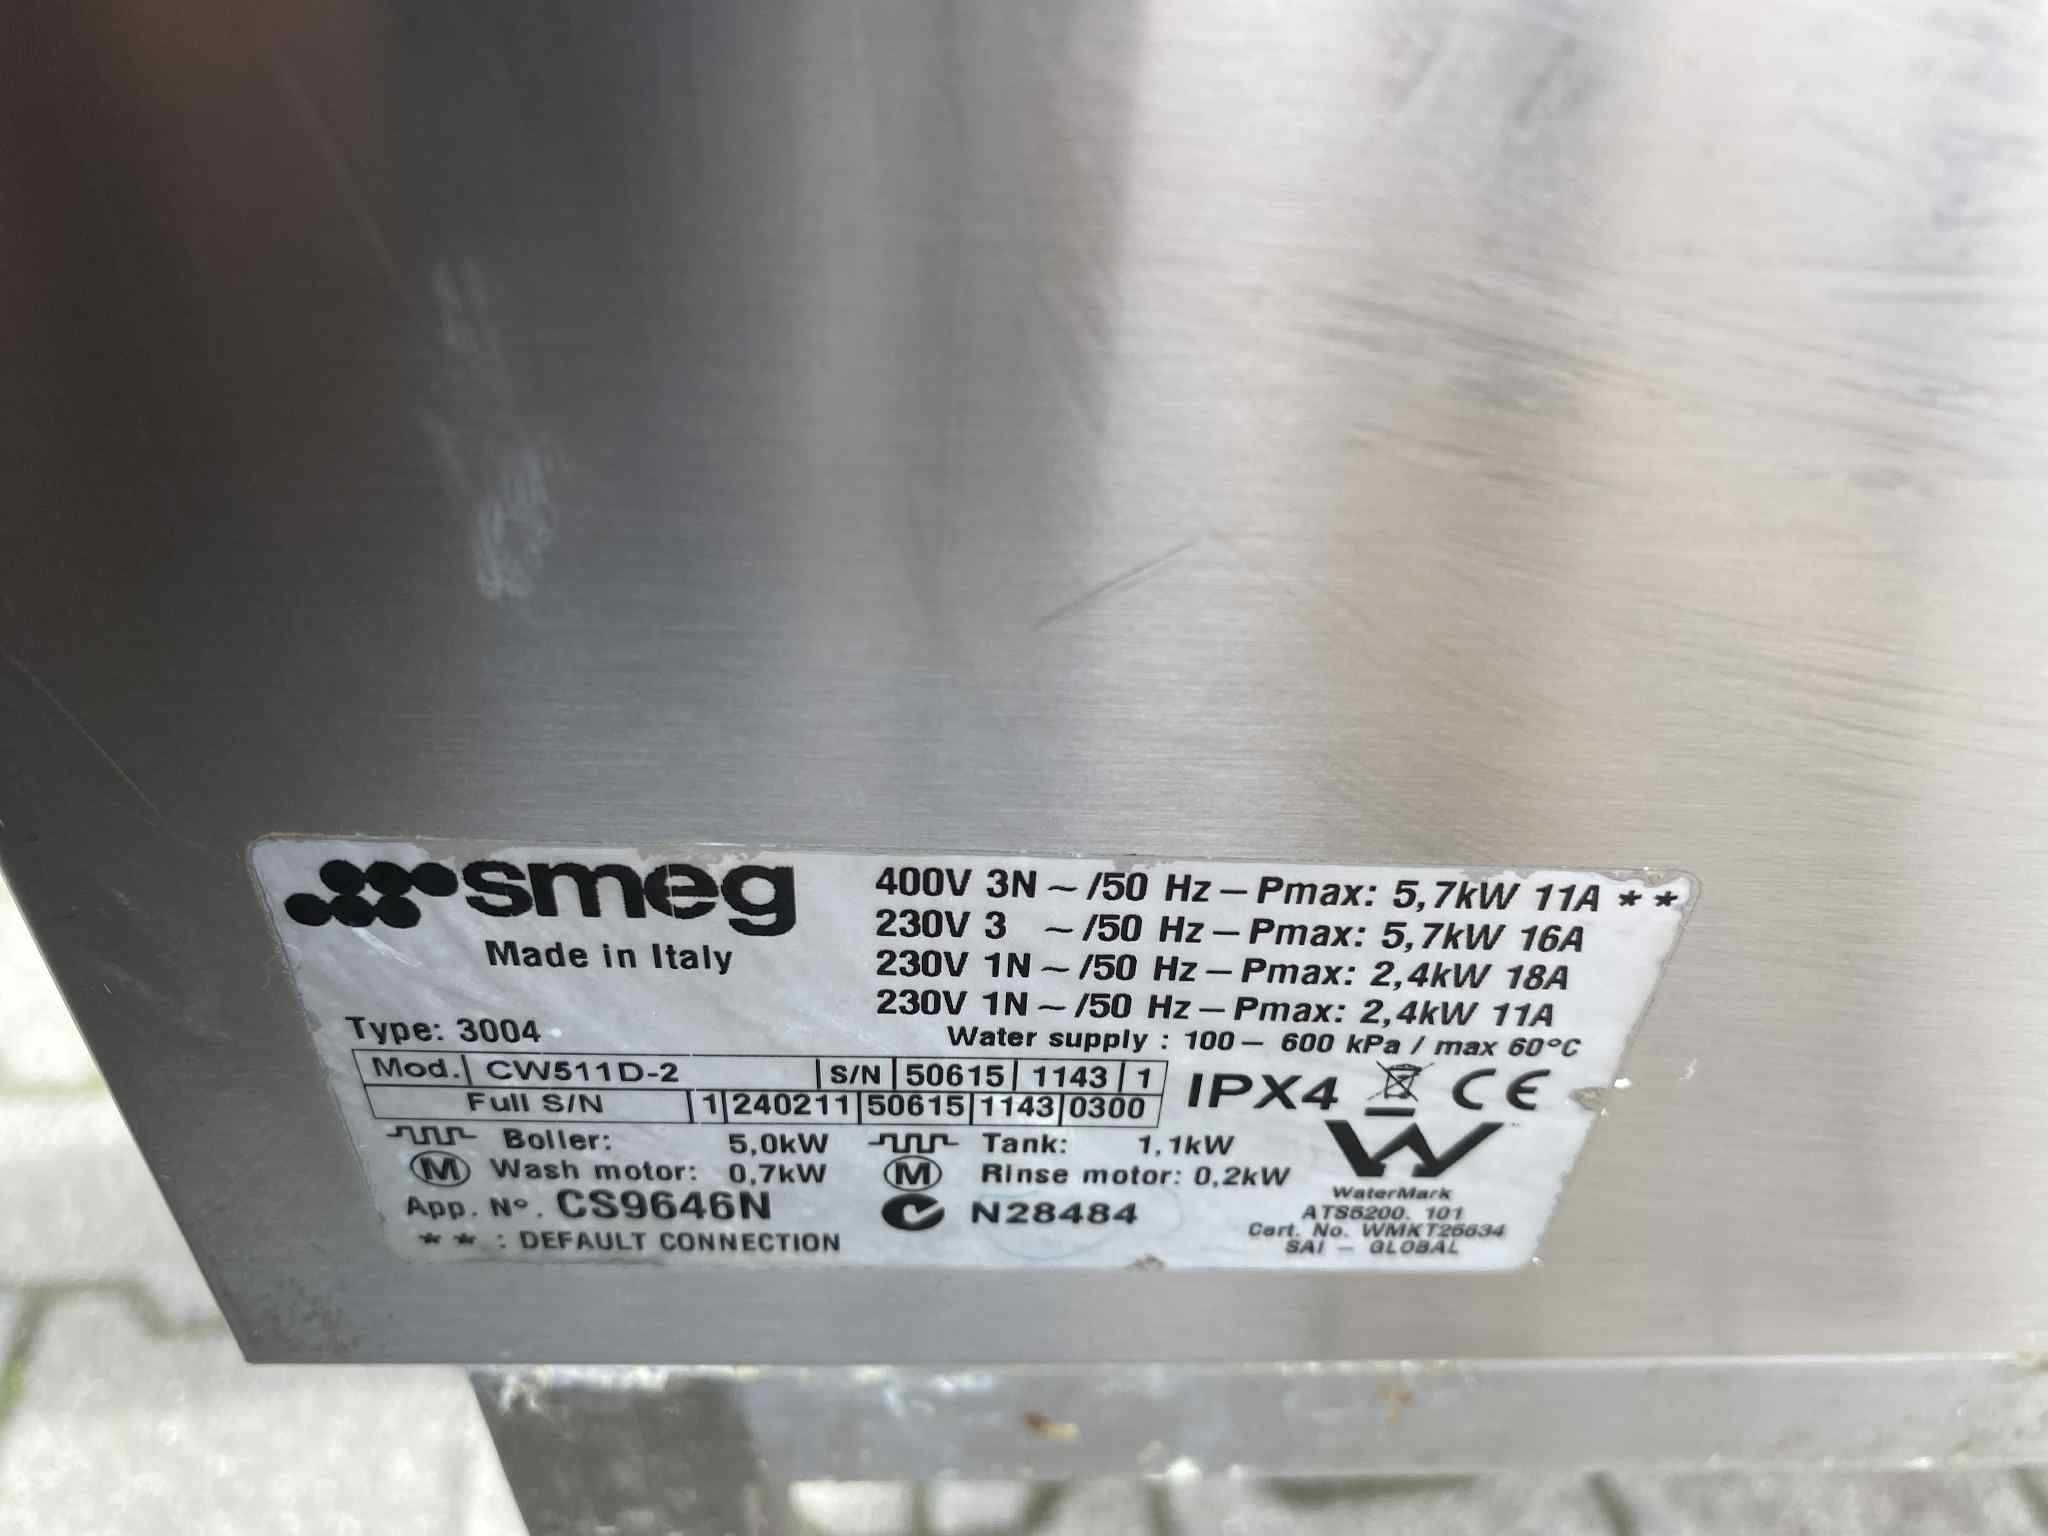 smeg
Made in Italy
400V 3N ~ /50 Hz – Pmax: 5,7kW 11A **
230V 3 ~ /50 Hz – Pmax: 5,7kW 16A
230V 1N ~ /50 Hz – Pmax: 2,4kW 18A
230V 1N ~ /50 Hz – Pmax: 2,4kW 11A
Water supply : 100 – 600 kPa / max 60°C
Type: 3004
Mod. CW511D-2 S/N 50615 1143 1
Full S/N 1 240211 50615 1143 0300
IPX4 CE
Boiler: 5,0kW Tank: 1,1kW
M Wash motor: 0,7kW M Rinse motor: 0,2kW
App. N°. CS9646N N28484
** : DEFAULT CONNECTION
WaterMark
ATS5200. 101
Cert. No. WMKT25634
SAI – GLOBAL